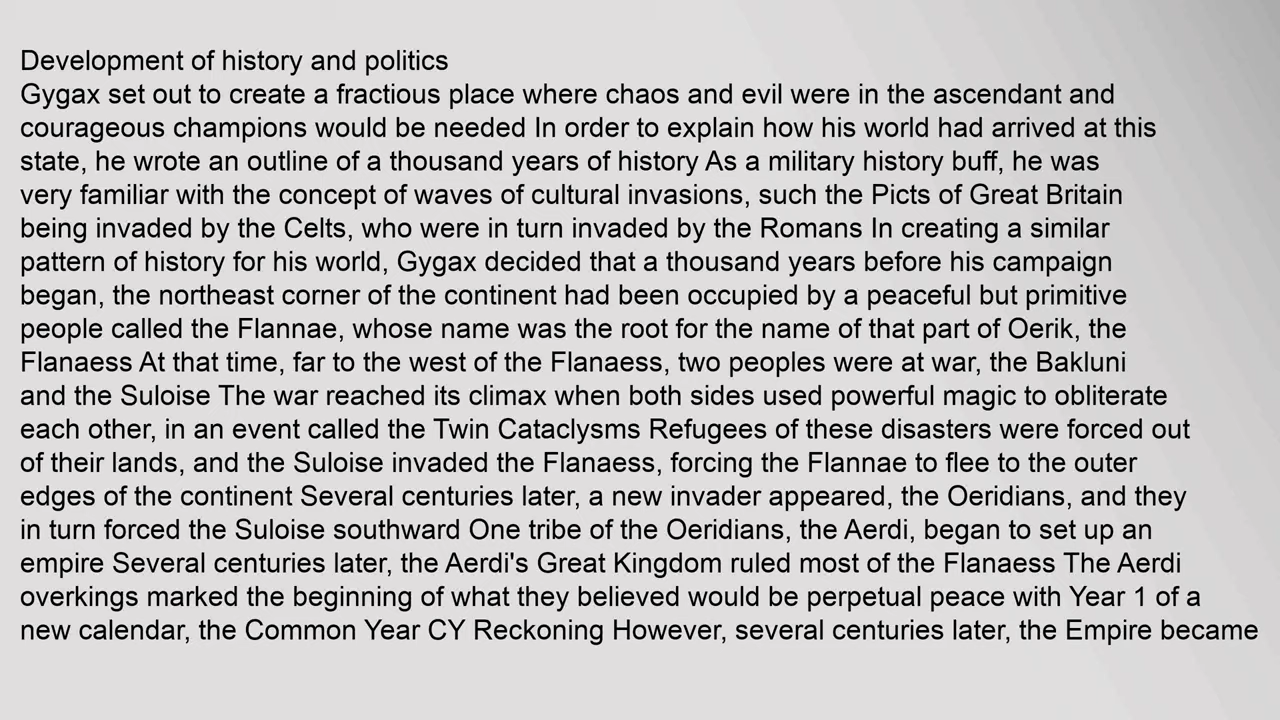 Development of history and politics
Gygax set out to create a fractious place where chaos and evil were in the ascendant and
courageous champions would be needed In order to explain how his world had arrived at this
state, he wrote an outline of a thousand years of history As a military history buff, he was
very familiar with the concept of waves of cultural invasions, such the Picts of Great Britain
being invaded by the Celts, who were in turn invaded by the Romans In creating a similar
pattern of history for his world, Gygax decided that a thousand years before his campaign
began, the northeast corner of the continent had been occupied by a peaceful but primitive
people called the Flannae, whose name was the root for the name of that part of Oerik, the
Flanaess At that time, far to the west of the Flanaess, two peoples were at war, the Bakluni
and the Suloise The war reached its climax when both sides used powerful magic to obliterate
each other, in an event called the Twin Cataclysms Refugees of these disasters were forced out
of their lands, and the Suloise invaded the Flanaess, forcing the Flannae to flee to the outer
edges of the continent Several centuries later, a new invader appeared, the Oeridians, and they
in turn forced the Suloise southward One tribe of the Oeridians, the Aerdi, began to set up an
empire Several centuries later, the Aerdi's Great Kingdom ruled most of the Flanaess The Aerdi
overkings marked the beginning of what they believed would be perpetual peace with Year 1 of a
new calendar, the Common Year CY Reckoning However, several centuries later, the Empire became